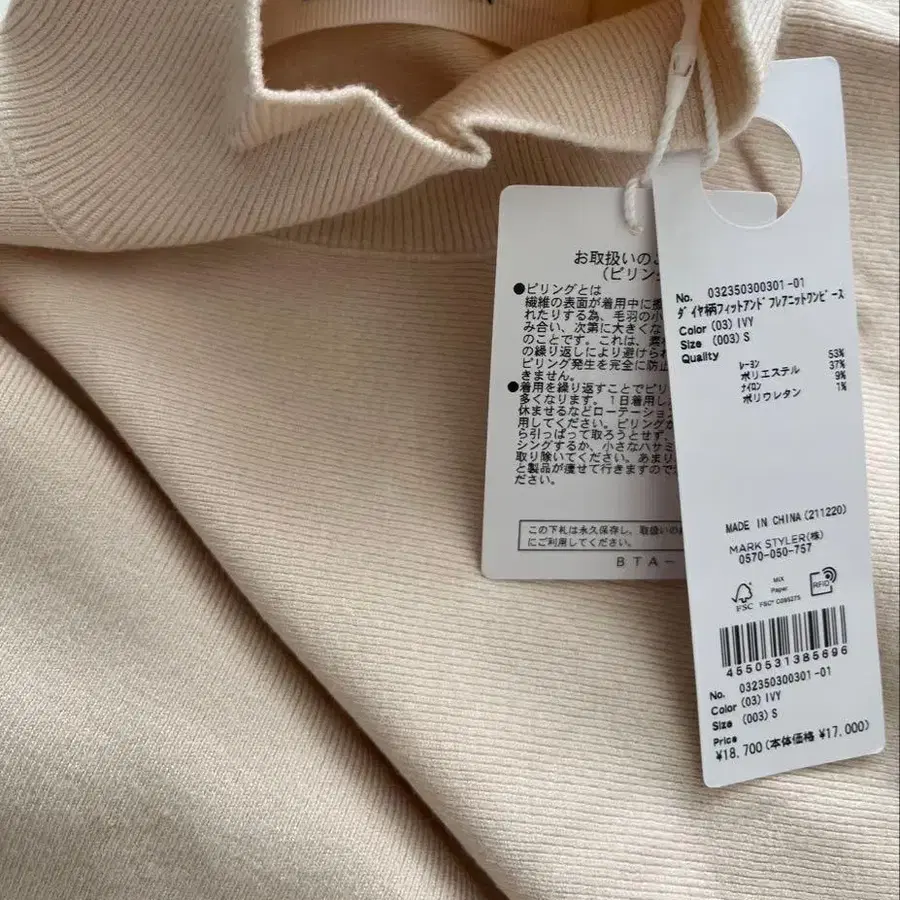 お取扱いの
(ピリング
●ピリングとは
繊維の表面が着用中に
れたりする為、毛羽の小
み合い、次第に大きくな
のことです。これは、
の繰り返しにより避けられ
ピリング発生を完全に防止
きません。
●着用を繰り返すことでピリ
多くなります。1日着用し
休ませるなどローテーション
用してください。ピリングが
ら引っぱって取ろうとせず、
シングするか、小さなハサミ
取り除いてください。あまり
と製品が痩せて行きますので
ださい。
この下札は永久保存し、取扱いの
にご利用してください。
BTA-
No. 032350300301-01
ダイヤ柄フィットアンドフレアニットワンピース
Color (03) IVY
Size (003) S
Quality
レーヨン 53%
ポリエステル 37%
ナイロン 9%
ポリウレタン 1%
MADE IN CHINA (211220)
MARK STYLER(株)
0570-050-757
FSC
MIX
Paper
FSC® C095275
RFID
4550531385696
No. 032350300301-01
Color (03) IVY
Size (003) S
Price
¥18,700(本体価格 ¥17,000)